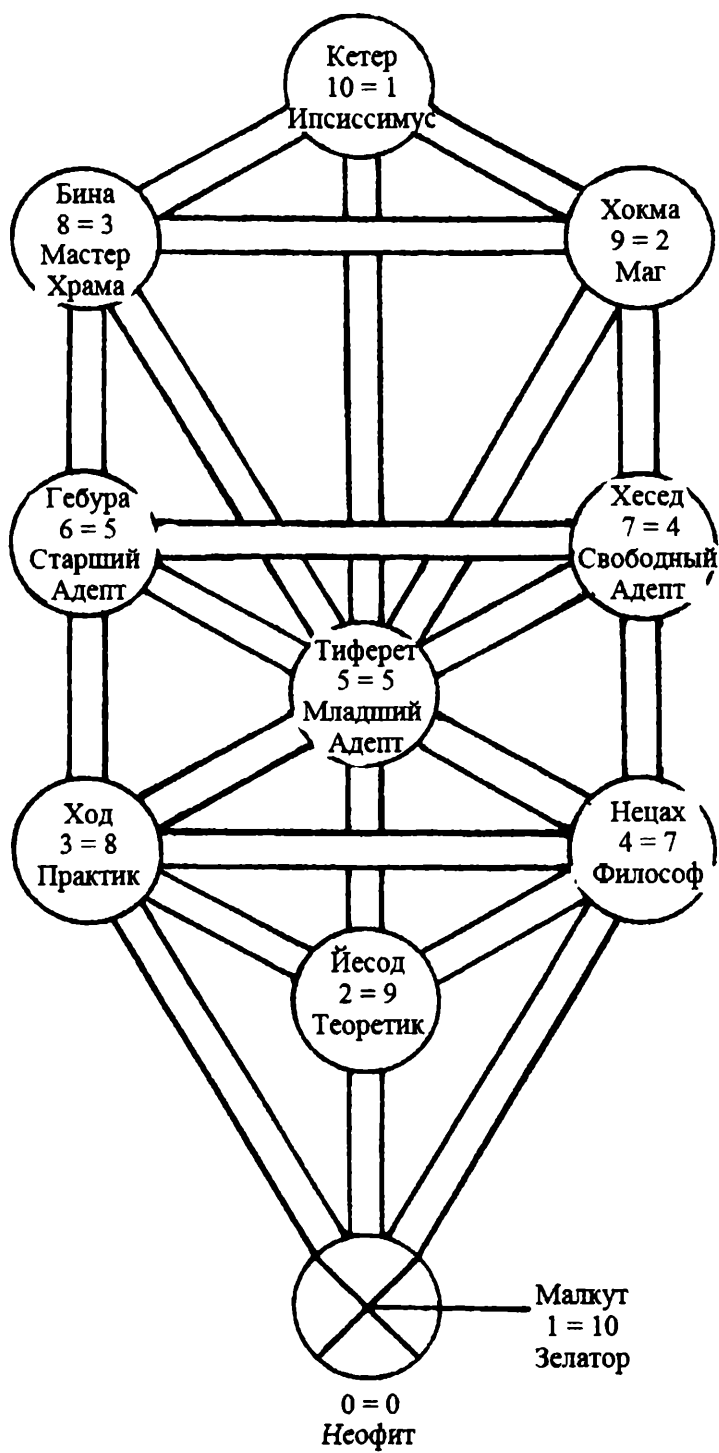 Кетер
10 = 1
Ипсиссимус
Бина
8 = 3
Мастер
Храма
Хокма
9 = 2
Маг
Гебура
6 = 5
Старший
Адепт
Хесед
7 = 4
Свободный
Адепт
Тиферет
5 = 5
Младший
Адепт
Ход
3 = 8
Практик
Нецах
4 = 7
Философ
Йесод
2 = 9
Теоретик
Малкут
1 = 10
Зелатор
0 = 0
Неофит